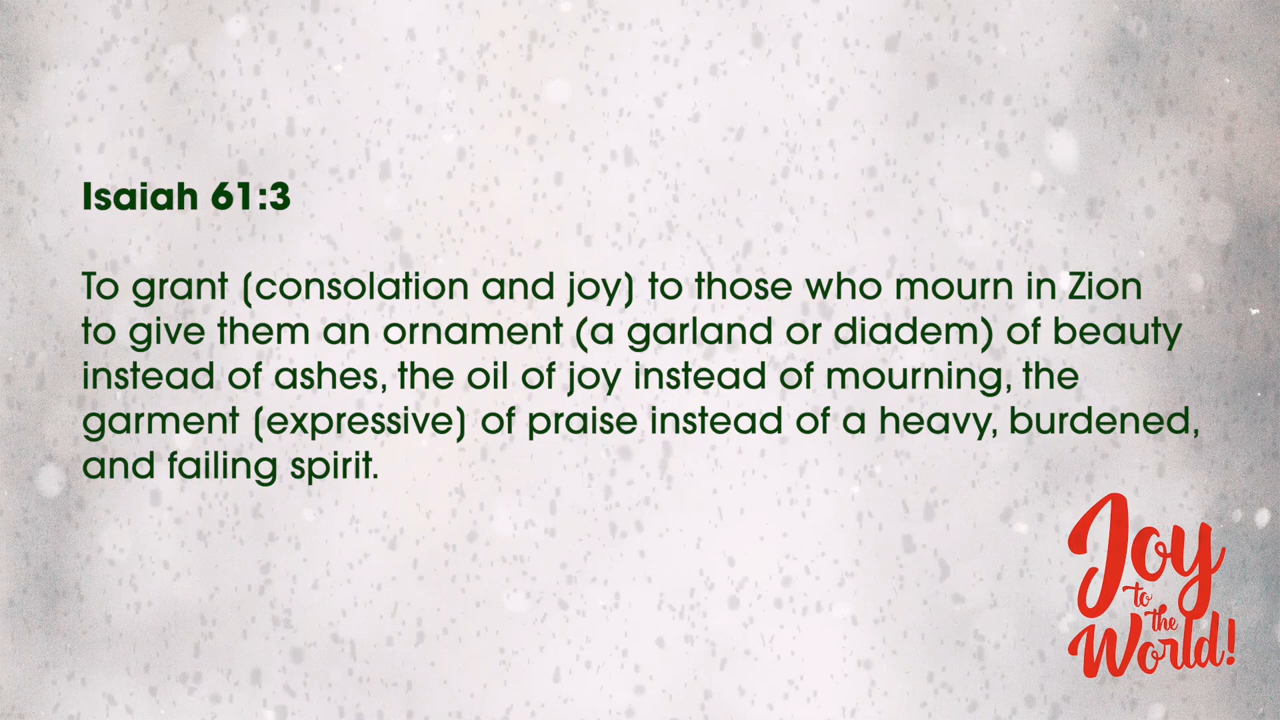 Isaiah 61:3
To grant (consolation and joy) to those who mourn in Zion
to give them an ornament (a garland or diadem) of beauty
instead of ashes, the oil of joy instead of mourning, the
garment (expressive) of praise instead of a heavy, burdened,
and failing spirit.
Joy
to
the
World!